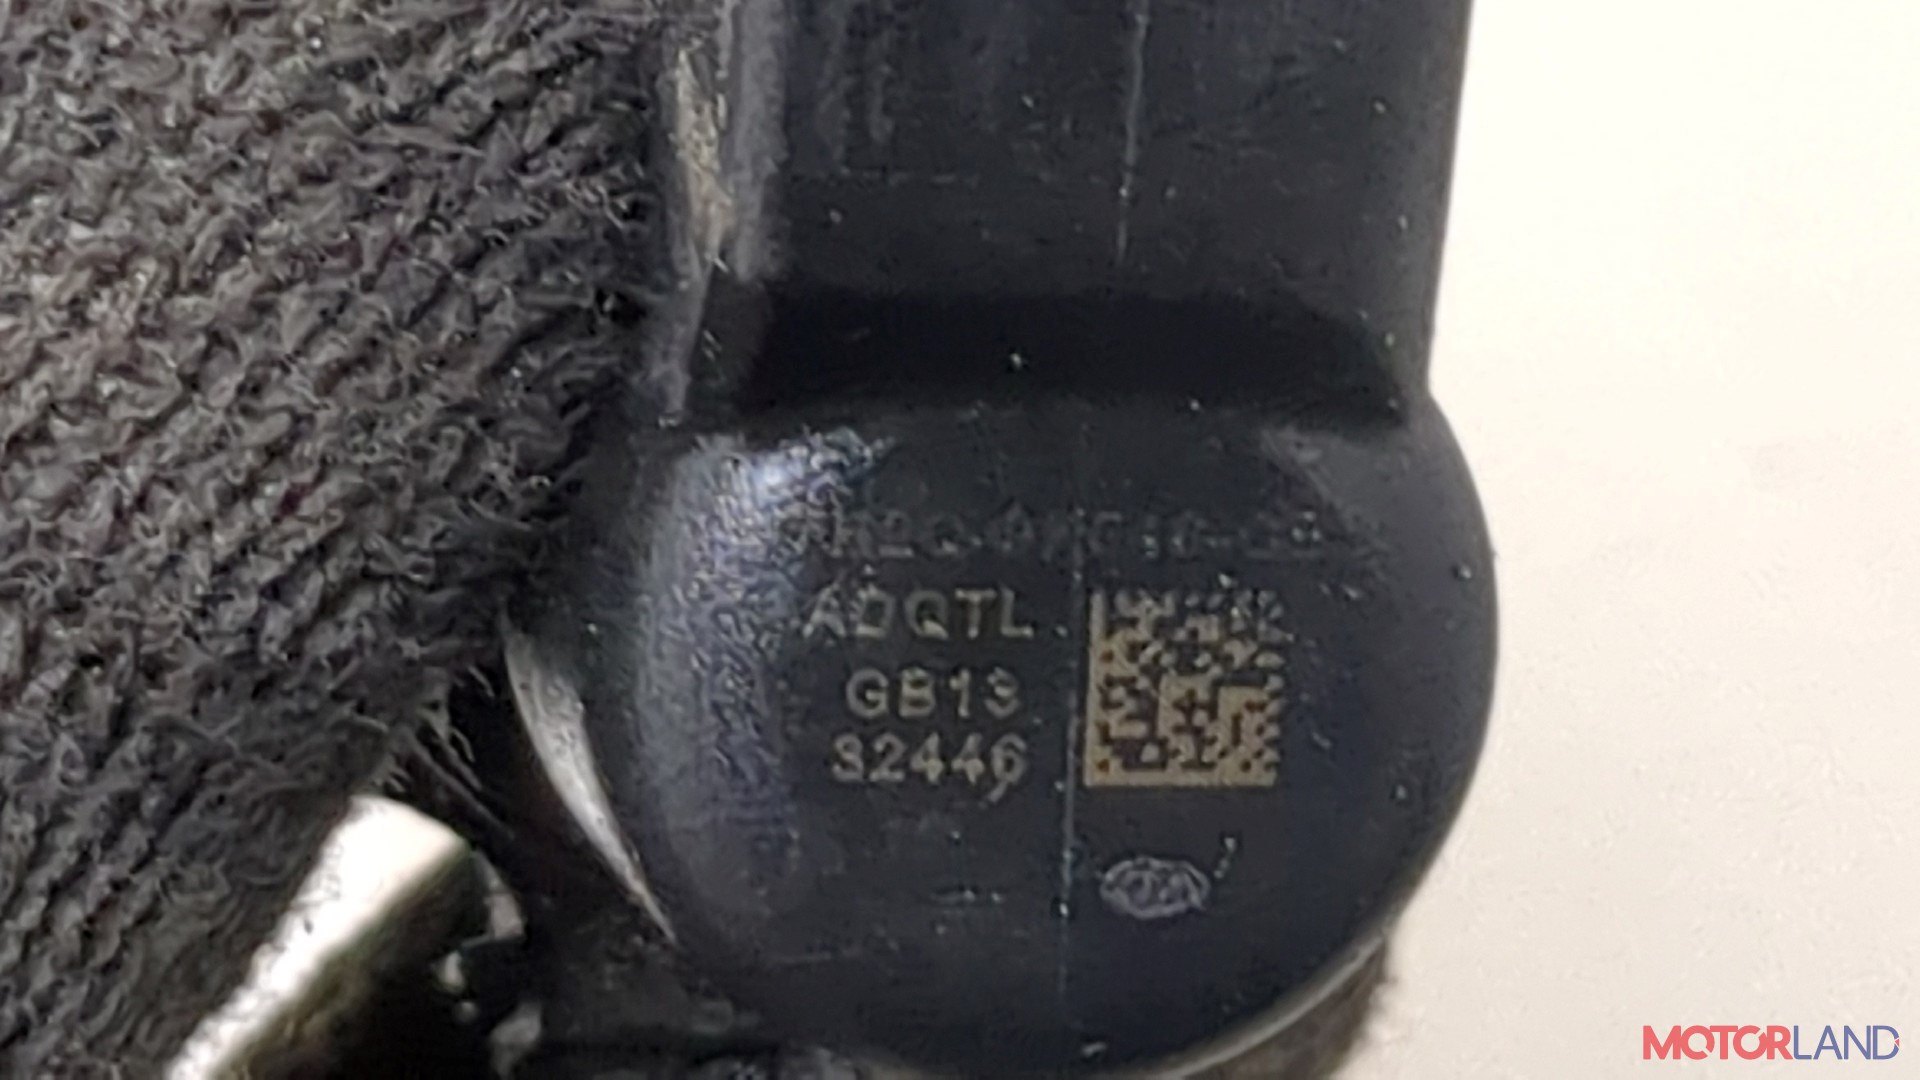 ADQTL
GB13
32446
MOTORLAND